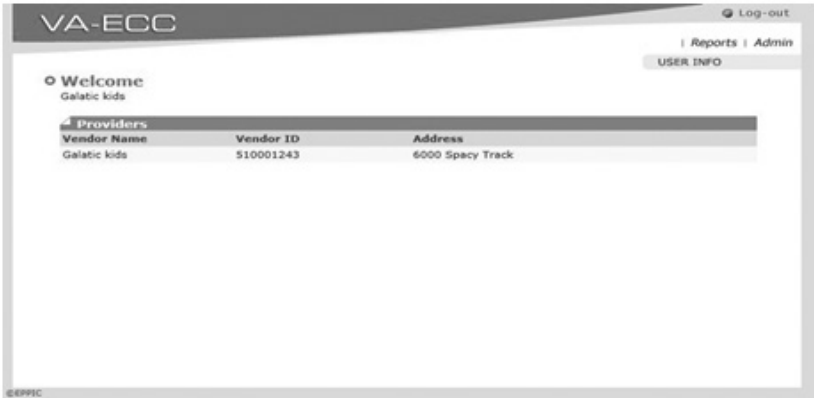 VA-ECC
Log-out
| Reports | Admin
USER INFO
Welcome
Galatic kids
Providers
Vendor Name Vendor ID Address
Galatic kids 510001243 6000 Spacy Track
©EPPIC